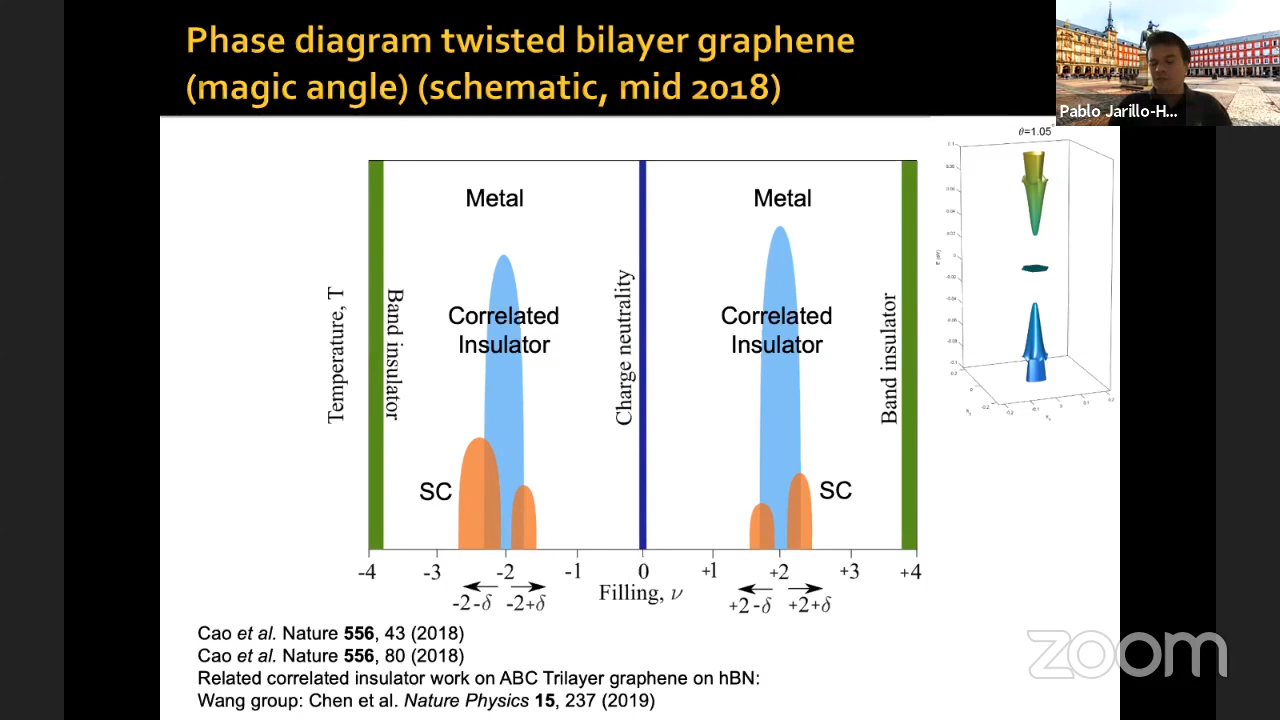 Phase diagram twisted bilayer graphene
(magic angle) (schematic, mid 2018)
Pablo Jarillo-H...
θ=1.05°
Metal
Metal
Correlated
Insulator
Correlated
Insulator
Temperature, T
Band insulator
Charge neutrality
Band insulator
SC
SC
-4 -3 -2 -1 0 +1 +2 +3 +4
Filling, ν
-2-δ -2+δ
+2-δ +2+δ
Cao et al. Nature 556, 43 (2018)
Cao et al. Nature 556, 80 (2018)
Related correlated insulator work on ABC Trilayer graphene on hBN:
Wang group: Chen et al. Nature Physics 15, 237 (2019)
zoom